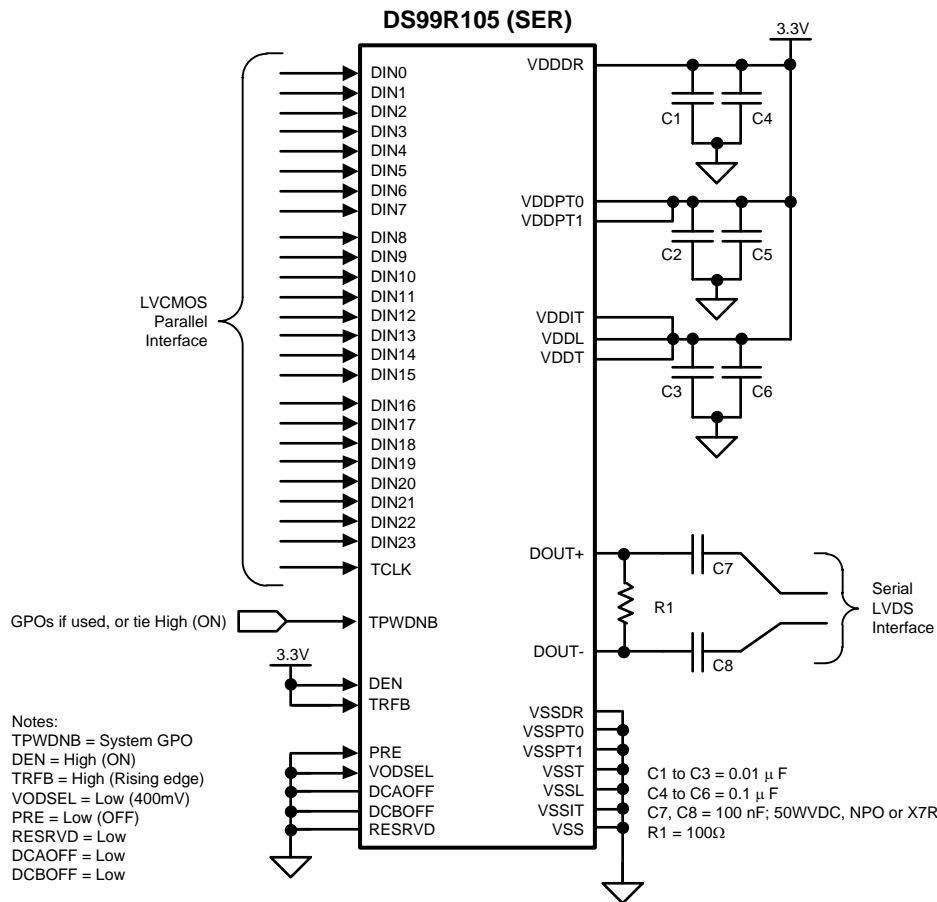 DS99R105 (SER)
3.3V
VDDDR
DIN0
DIN1
DIN2
DIN3
DIN4
DIN5
DIN6
DIN7
DIN8
DIN9
DIN10
DIN11
DIN12
DIN13
DIN14
DIN15
DIN16
DIN17
DIN18
DIN19
DIN20
DIN21
DIN22
DIN23
TCLK
LVCMOS
Parallel
Interface
C1
C4
VDDPT0
VDDPT1
C2
C5
VDDIT
VDDL
VDDT
C3
C6
DOUT+
C7
R1
Serial
LVDS
Interface
DOUT-
C8
GPOs if used, or tie High (ON)
TPWDNB
3.3V
DEN
TRFB
PRE
VODSEL
DCAOFF
DCBOFF
RESRVD
VSSDR
VSSPT0
VSSPT1
VSST
VSSL
VSSIT
VSS
Notes:
TPWDNB = System GPO
DEN = High (ON)
TRFB = High (Rising edge)
VODSEL = Low (400mV)
PRE = Low (OFF)
RESRVD = Low
DCAOFF = Low
DCBOFF = Low
C1 to C3 = 0.01 μ F
C4 to C6 = 0.1 μ F
C7, C8 = 100 nF; 50WVDC, NPO or X7R
R1 = 100Ω